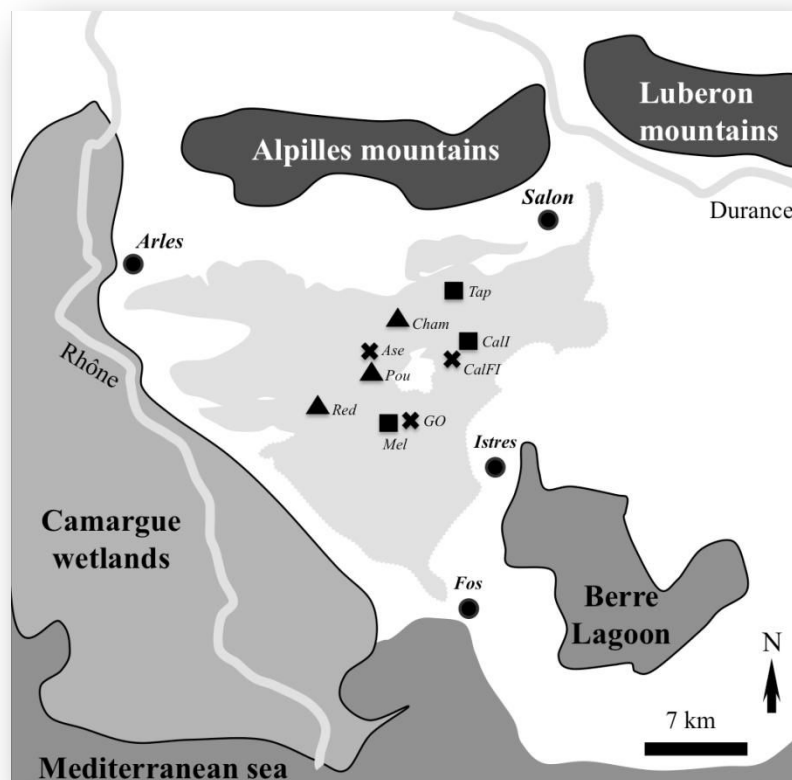 Luberon
mountains
Alpilles mountains
Durance
Salon
Arles
Tap
Cham
CalI
Ase
CalFI
Pou
Rhône
Red
GO
Mel
Istres
Camargue
wetlands
Fos
Berre
Lagoon
N
7 km
Mediterranean sea